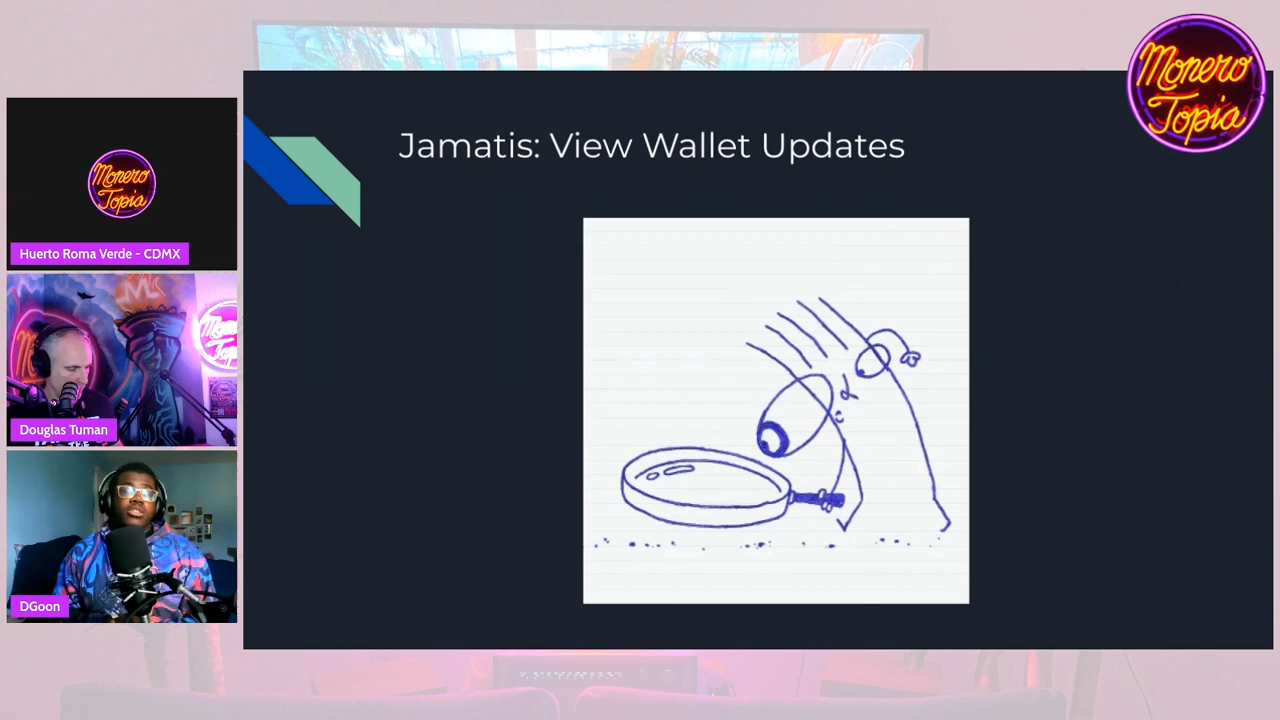 Monero
Topia
Jamatis: View Wallet Updates
Monero
Topia
Huerto Roma Verde - CDMX
Douglas Tuman
DGoon